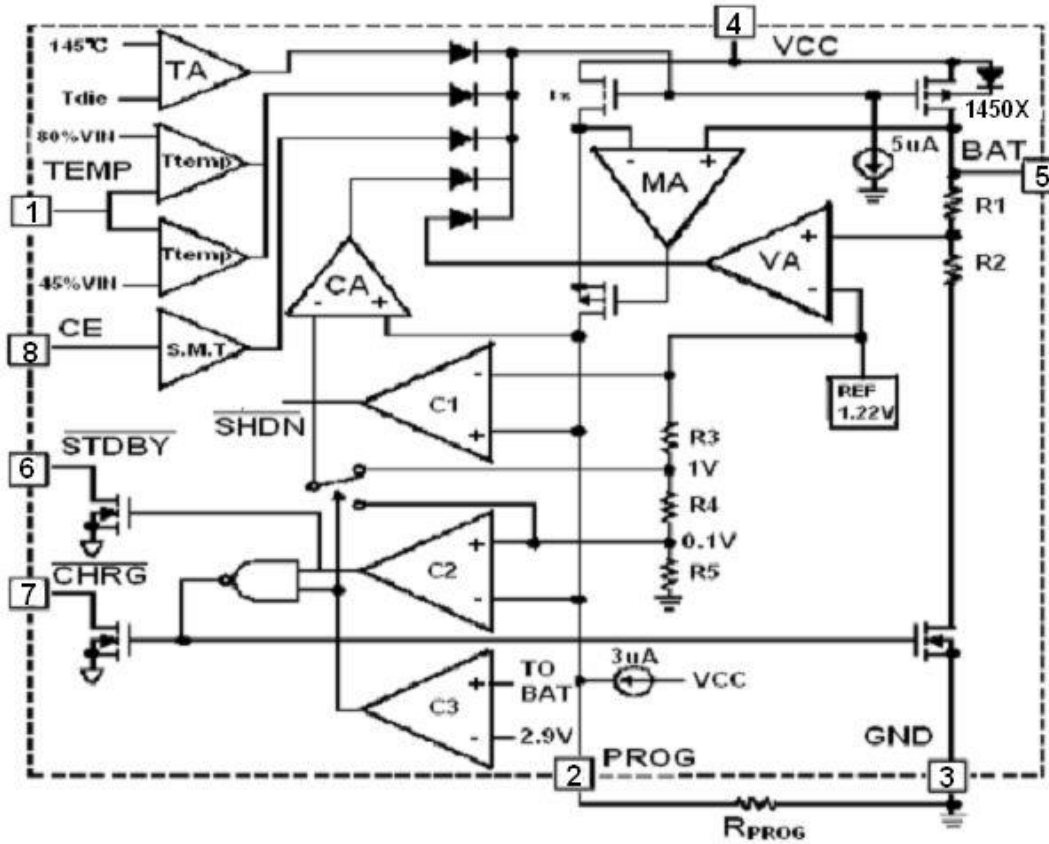 4
VCC
145°C
TA
Tdie
1x
1450X
80%VIN
Ttemp
TEMP
5uA
BAT
5
- +
MA
1
R1
Ttemp
+
VA
-
R2
45%VIN
CA
- +
CE
8
S.M.T
REF
1.22V
-
C1
+
SHDN
R3
STDBY
6
1V
R4
+
C2
-
0.1V
R5
CHRG
7
3uA
VCC
+
TO
BAT
C3
-
2.9V
GND
2
PROG
3
RPROG